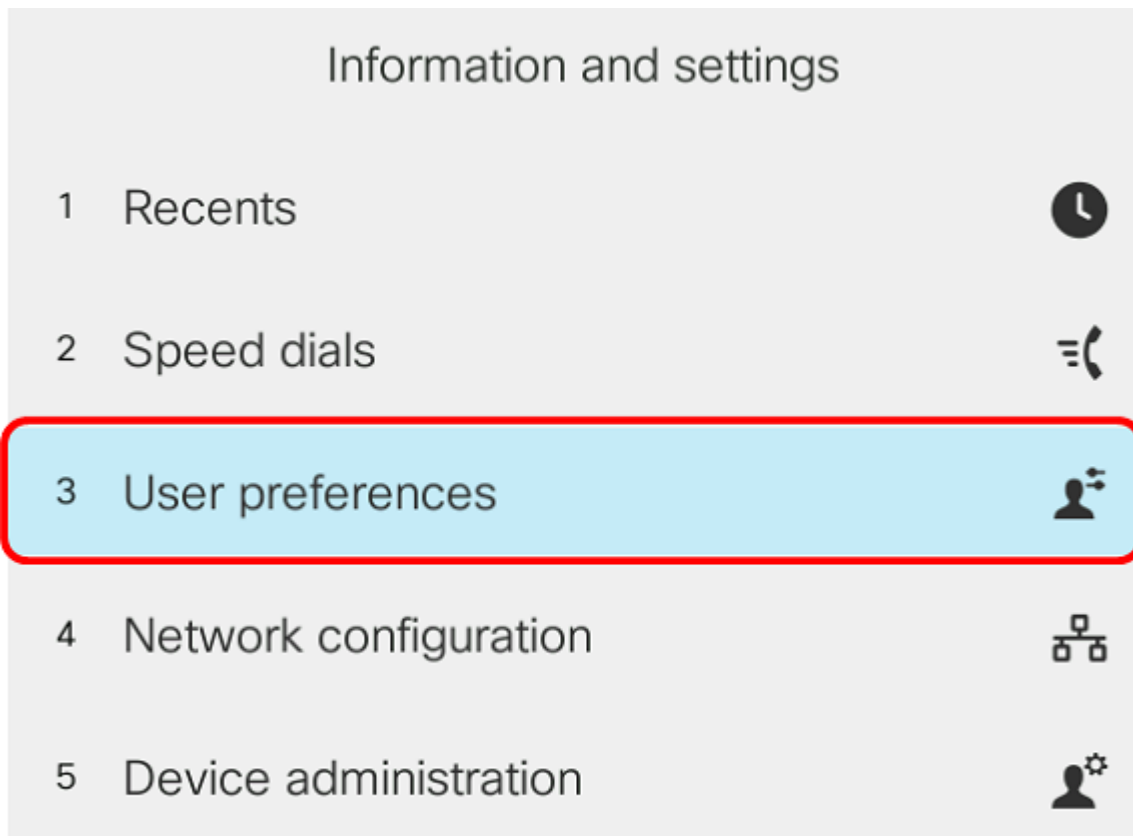 Information and settings
1 Recents
2 Speed dials
3 User preferences
4 Network configuration
5 Device administration